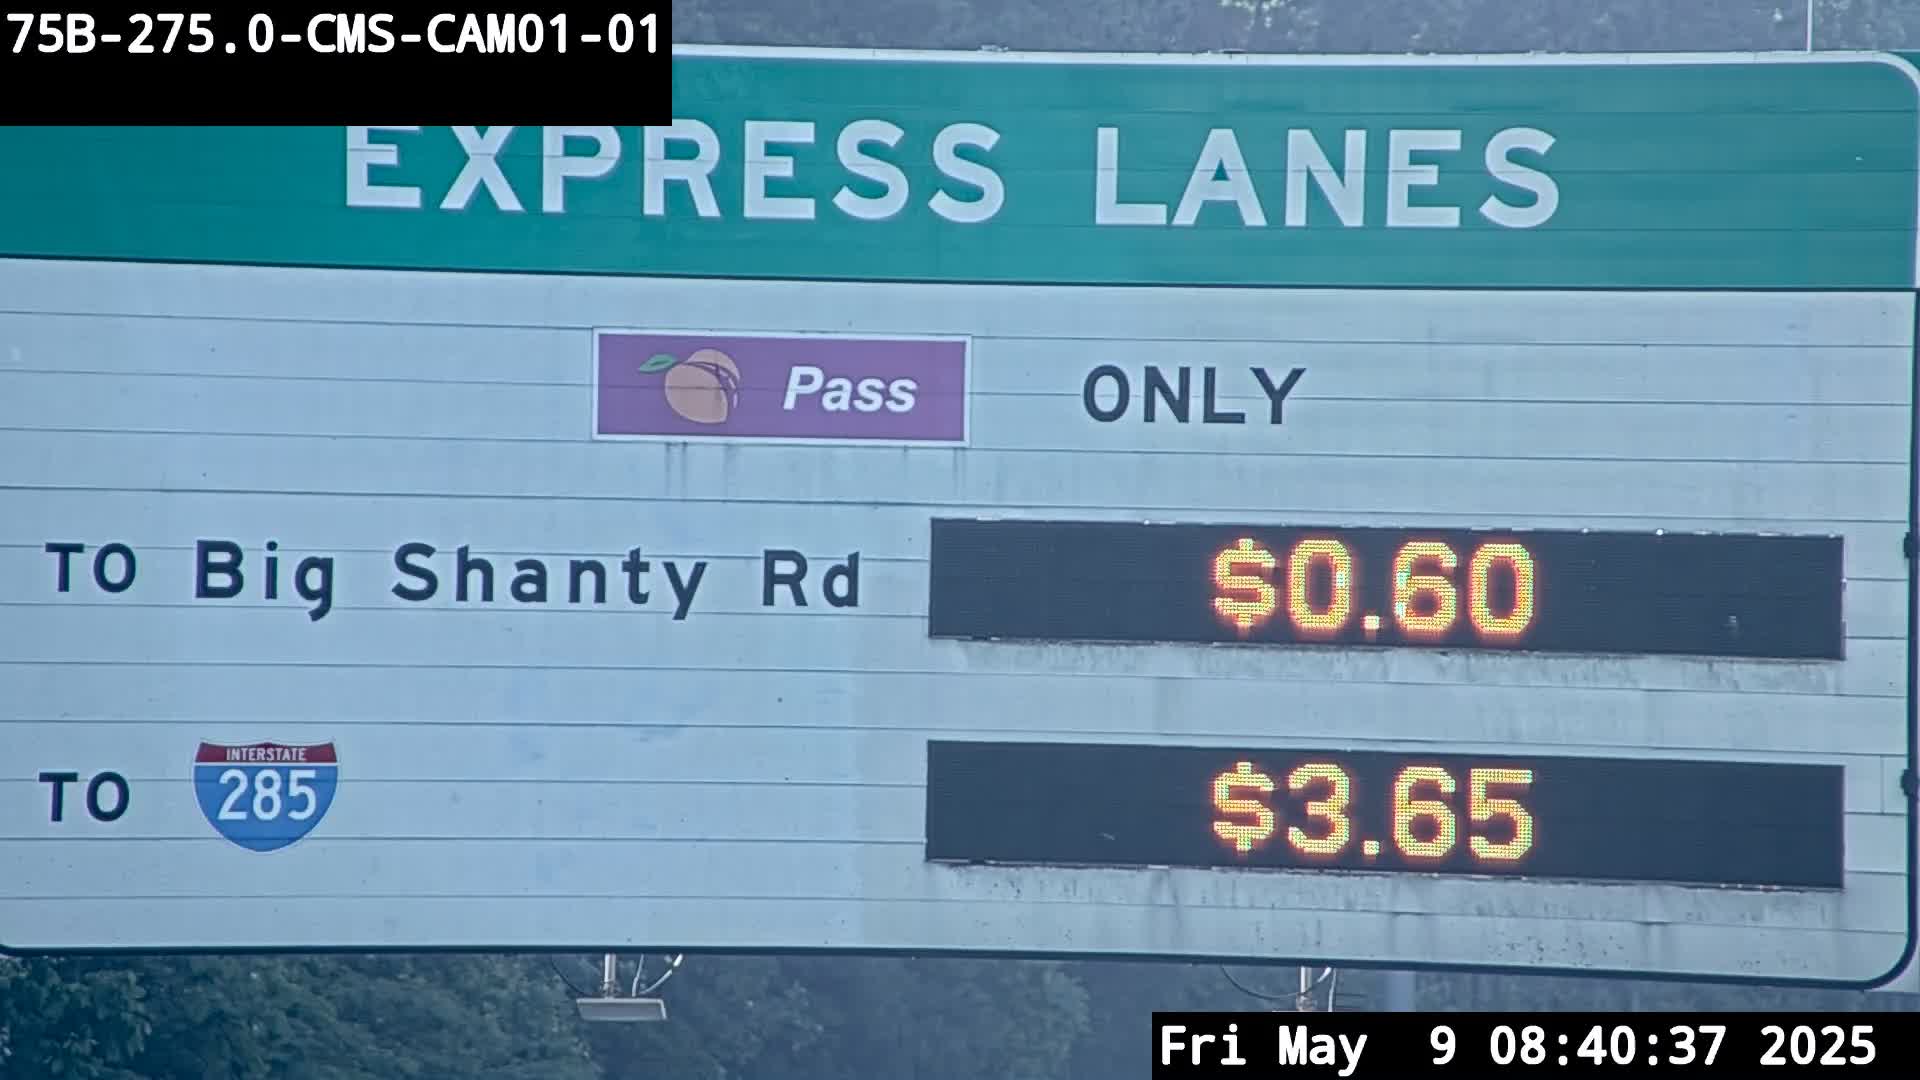 75B-275.0-CMS-CAM01-01
EXPRESS LANES
Pass ONLY
TO Big Shanty Rd $0.60
TO INTERSTATE 285 $3.65
Fri May 9 08:40:37 2025